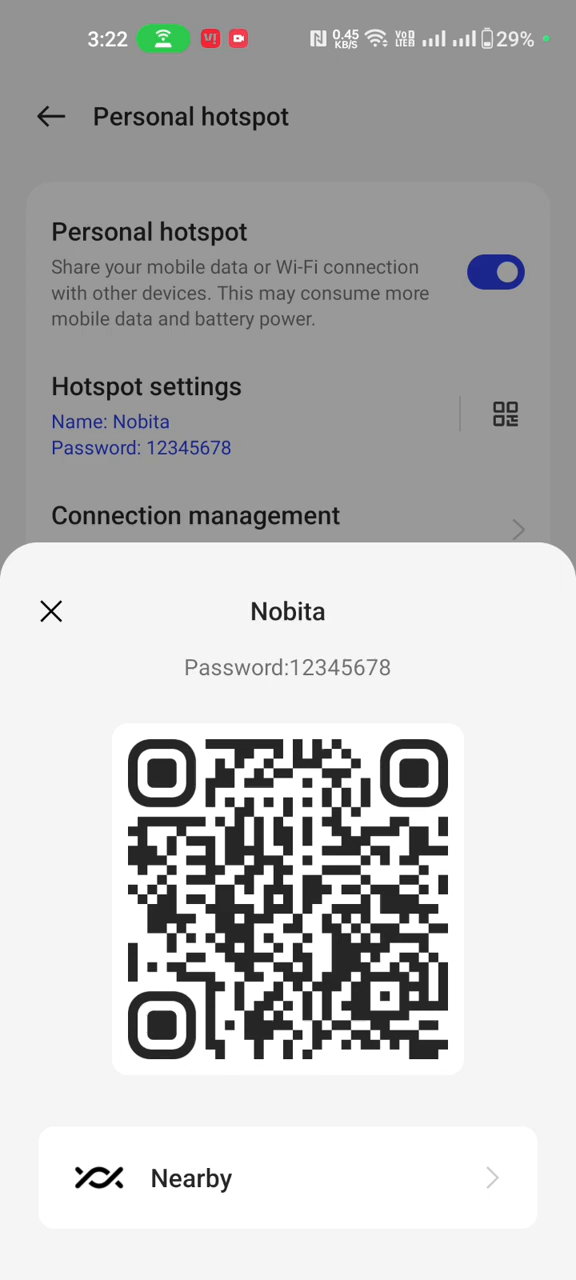 3:22 VI 0.45 KB/S Vo LTE 29%
Personal hotspot
Personal hotspot
Share your mobile data or Wi-Fi connection
with other devices. This may consume more
mobile data and battery power.
Hotspot settings
Name: Nobita
Password: 12345678
Connection management
Nobita
Password:12345678
Nearby